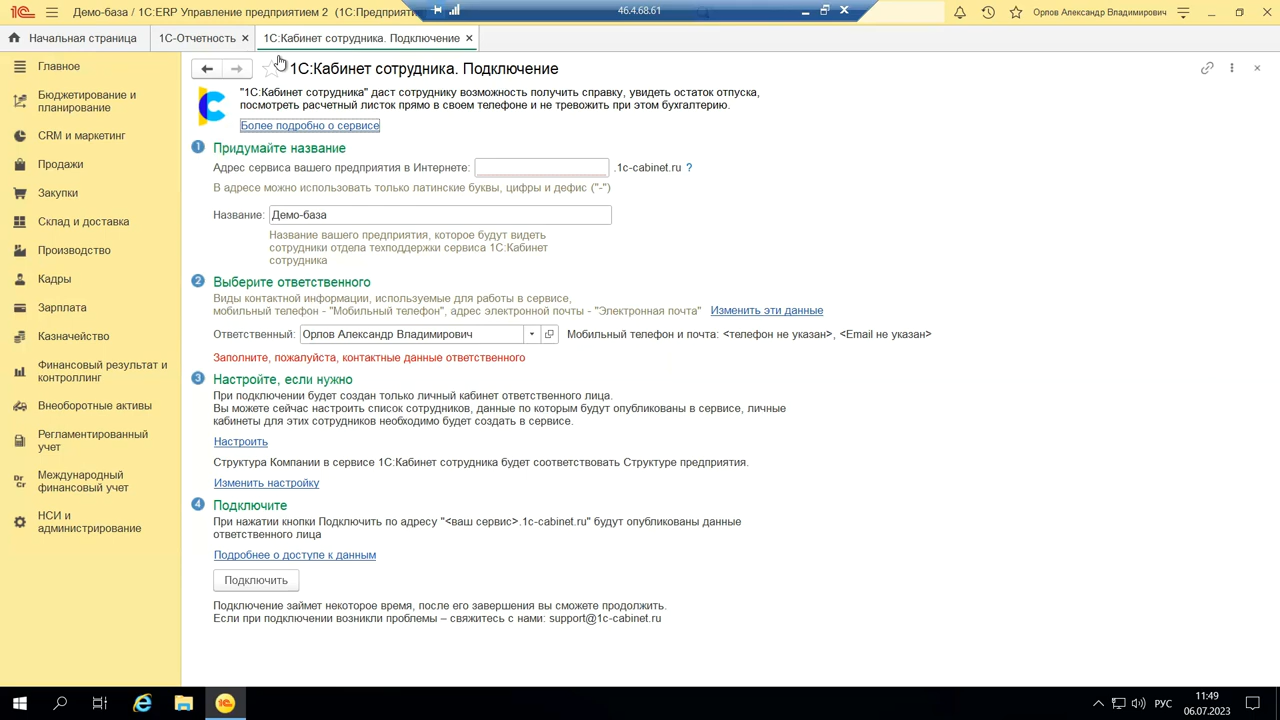 Демо-база / 1С:ERP Управление предприятием 2 (1С:Предприяти
46.4.68.61
Орлов Александр Владимирович
Начальная страница
1С-Отчетность
1С:Кабинет сотрудника. Подключение
Главное
Бюджетирование и
планирование
CRM и маркетинг
Продажи
Закупки
Склад и доставка
Производство
Кадры
Зарплата
Казначейство
Финансовый результат и
контроллинг
Внеоборотные активы
Регламентированный
учет
Международный
финансовый учет
НСИ и
администрирование
1С:Кабинет сотрудника. Подключение
"1С:Кабинет сотрудника" даст сотруднику возможность получить справку, увидеть остаток отпуска,
посмотреть расчетный листок прямо в своем телефоне и не тревожить при этом бухгалтерию.
Более подробно о сервисе
1 Придумайте название
Адрес сервиса вашего предприятия в Интернете: .1c-cabinet.ru ?
В адресе можно использовать только латинские буквы, цифры и дефис ("-")
Название: Демо-база
Название вашего предприятия, которое будут видеть
сотрудники отдела техподдержки сервиса 1С:Кабинет
сотрудника
2 Выберите ответственного
Виды контактной информации, используемые для работы в сервисе,
мобильный телефон - "Мобильный телефон", адрес электронной почты - "Электронная почта" Изменить эти данные
Ответственный: Орлов Александр Владимирович Мобильный телефон и почта: <телефон не указан>, <Email не указан>
Заполните, пожалуйста, контактные данные ответственного
3 Настройте, если нужно
При подключении будет создан только личный кабинет ответственного лица.
Вы можете сейчас настроить список сотрудников, данные по которым будут опубликованы в сервисе, личные
кабинеты для этих сотрудников необходимо будет создать в сервисе.
Настроить
Структура Компании в сервисе 1С:Кабинет сотрудника будет соответствовать Структуре предприятия.
Изменить настройку
4 Подключите
При нажатии кнопки Подключить по адресу "<ваш сервис>.1c-cabinet.ru" будут опубликованы данные
ответственного лица
Подробнее о доступе к данным
Подключить
Подключение займет некоторое время, после его завершения вы сможете продолжить.
Если при подключении возникли проблемы – свяжитесь с нами: support@1c-cabinet.ru
РУС
11:49
06.07.2023